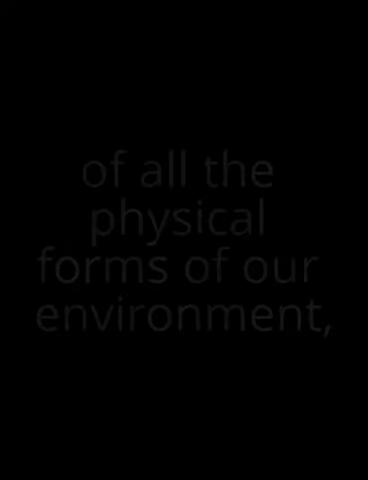 of all the
physical
forms of our
environment,